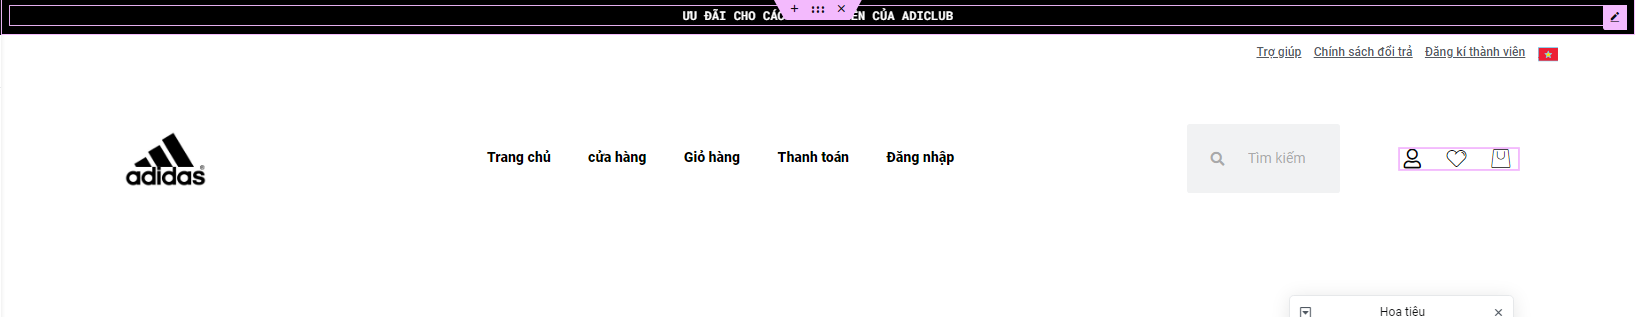 ƯU ĐÃI CHO CÁC ÊN CỦA ADICLUB
Trợ giúp Chính sách đổi trả Đăng kí thành viên
adidas
Trang chủ cửa hàng Giỏ hàng Thanh toán Đăng nhập
Tìm kiếm
Hoa tiêu